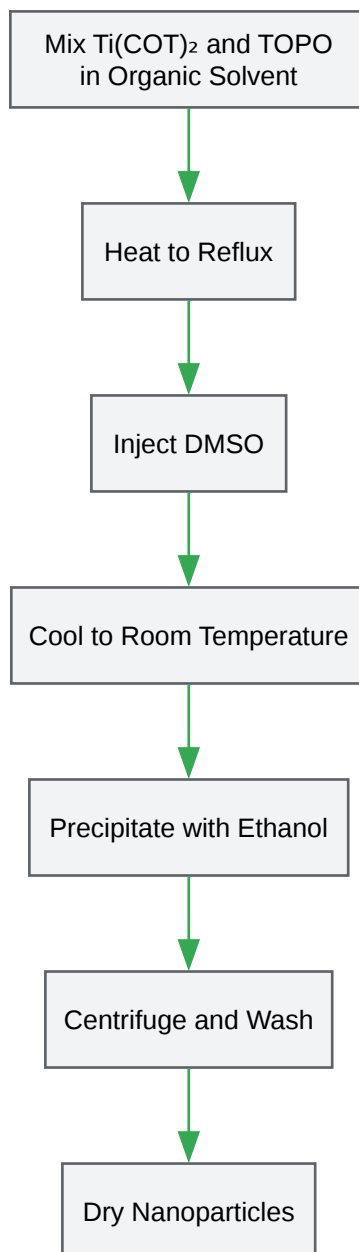 Mix Ti(COT)₂ and TOPO
in Organic Solvent
Heat to Reflux
Inject DMSO
Cool to Room Temperature
Precipitate with Ethanol
Centrifuge and Wash
Dry Nanoparticles